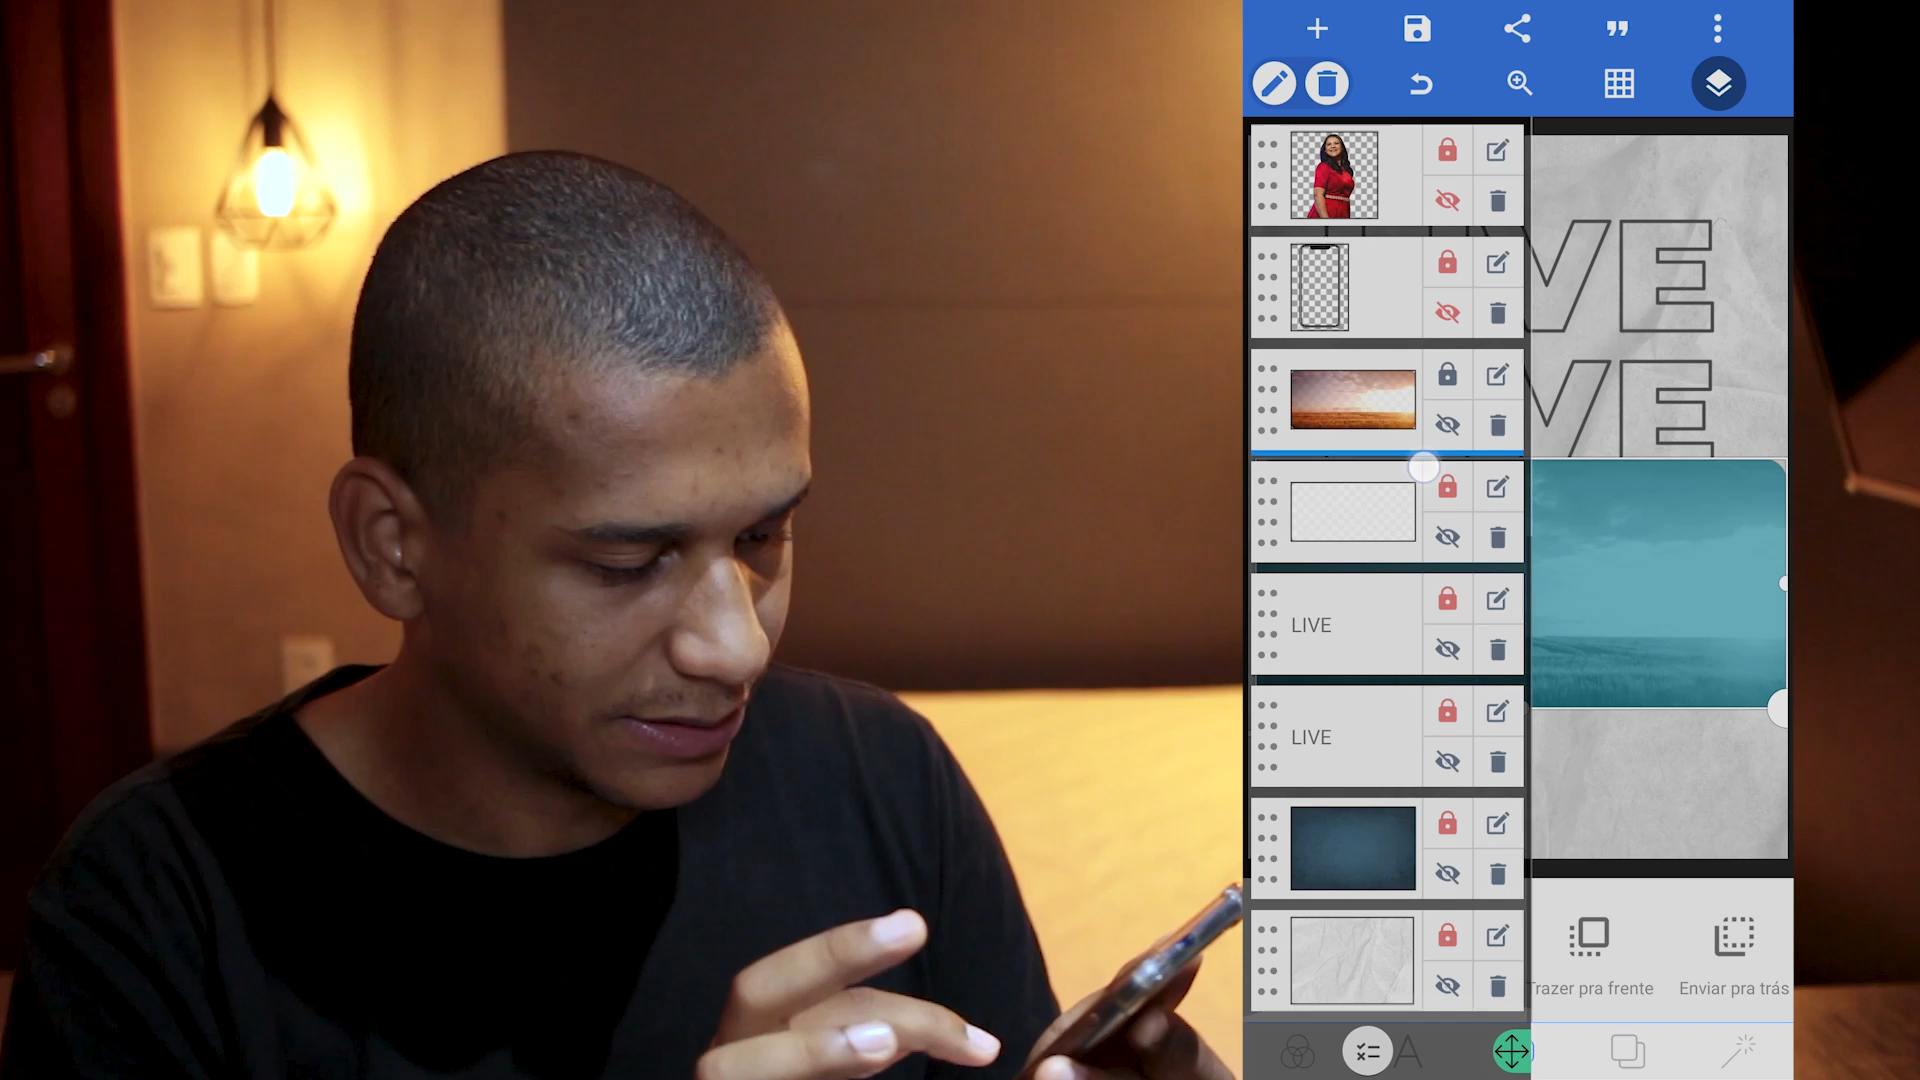 VE
VE
LIVE
LIVE
Trazer pra frente
Enviar pra trás